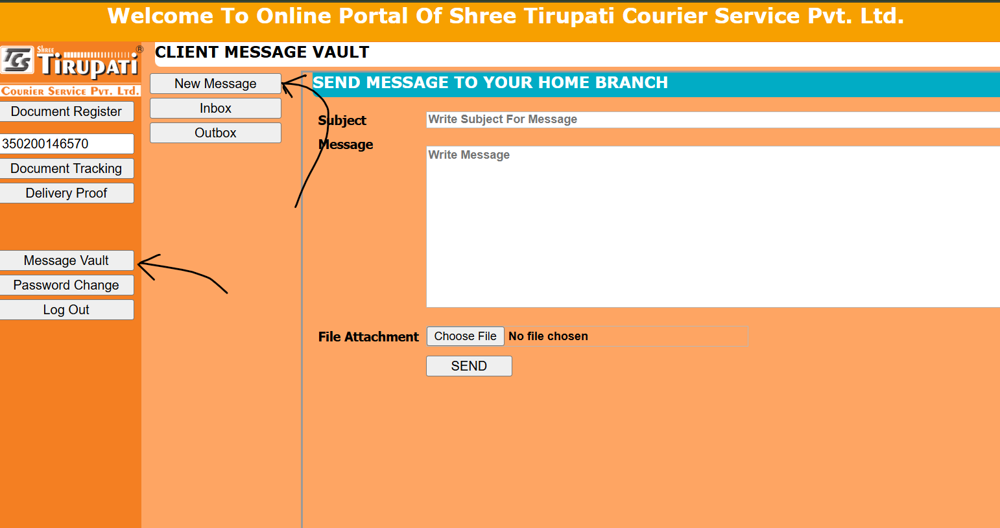 Welcome To Online Portal Of Shree Tirupati Courier Service Pvt. Ltd.
TCS SHREE TIRUPATI ®
COURIER SERVICE PVT. LTD.
Document Register
350200146570
Document Tracking
Delivery Proof
Message Vault
Password Change
Log Out
CLIENT MESSAGE VAULT
New Message
Inbox
Outbox
SEND MESSAGE TO YOUR HOME BRANCH
Subject
Write Subject For Message
Message
Write Message
File Attachment Choose File No file chosen
SEND